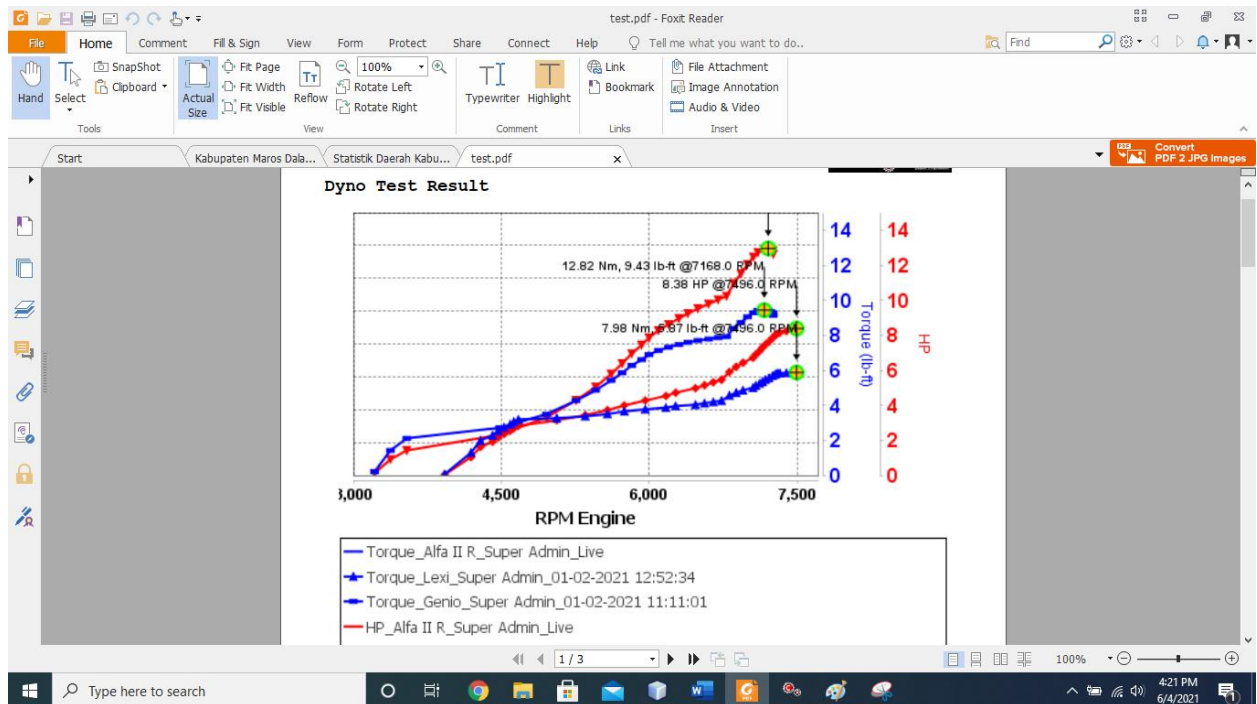 test.pdf - Foxit Reader
File Home Comment Fill & Sign View Form Protect Share Connect Help Tell me what you want to do.. Find
Hand
Select
SnapShot
Clipboard
Actual Size
Fit Page
Fit Width
Fit Visible
Reflow
100%
Rotate Left
Rotate Right
Typewriter
Highlight
Link
Bookmark
File Attachment
Image Annotation
Audio & Video
Tools View Comment Links Insert
Start Kabupaten Maros Dala... Statistik Daerah Kabu... test.pdf x
Convert
PDF 2 JPG Images
Dyno Test Result
12.82 Nm, 9.43 lb-ft @7168.0 RPM
8.38 HP @7496.0 RPM
7.98 Nm, 5.87 lb-ft @7496.0 RPM
14 14
12 12
10 10
8 8
6 6
4 4
2 2
0 0
Torque (lb-ft)
HP
3,000 4,500 6,000 7,500
RPM Engine
Torque_Alfa II R_Super Admin_Live
Torque_Lexi_Super Admin_01-02-2021 12:52:34
Torque_Genio_Super Admin_01-02-2021 11:11:01
HP_Alfa II R_Super Admin_Live
1 / 3
100%
Type here to search
4:21 PM
6/4/2021